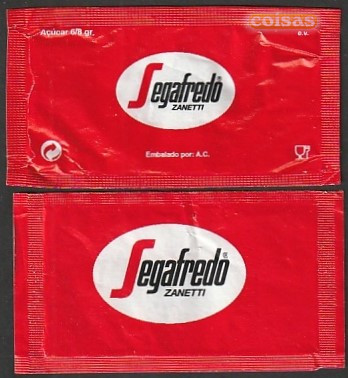 coisas
Açúcar 6/8 gr.
e.v.
Segafredo®
ZANETTI
Embalado por: A.C.
Segafredo®
ZANETTI